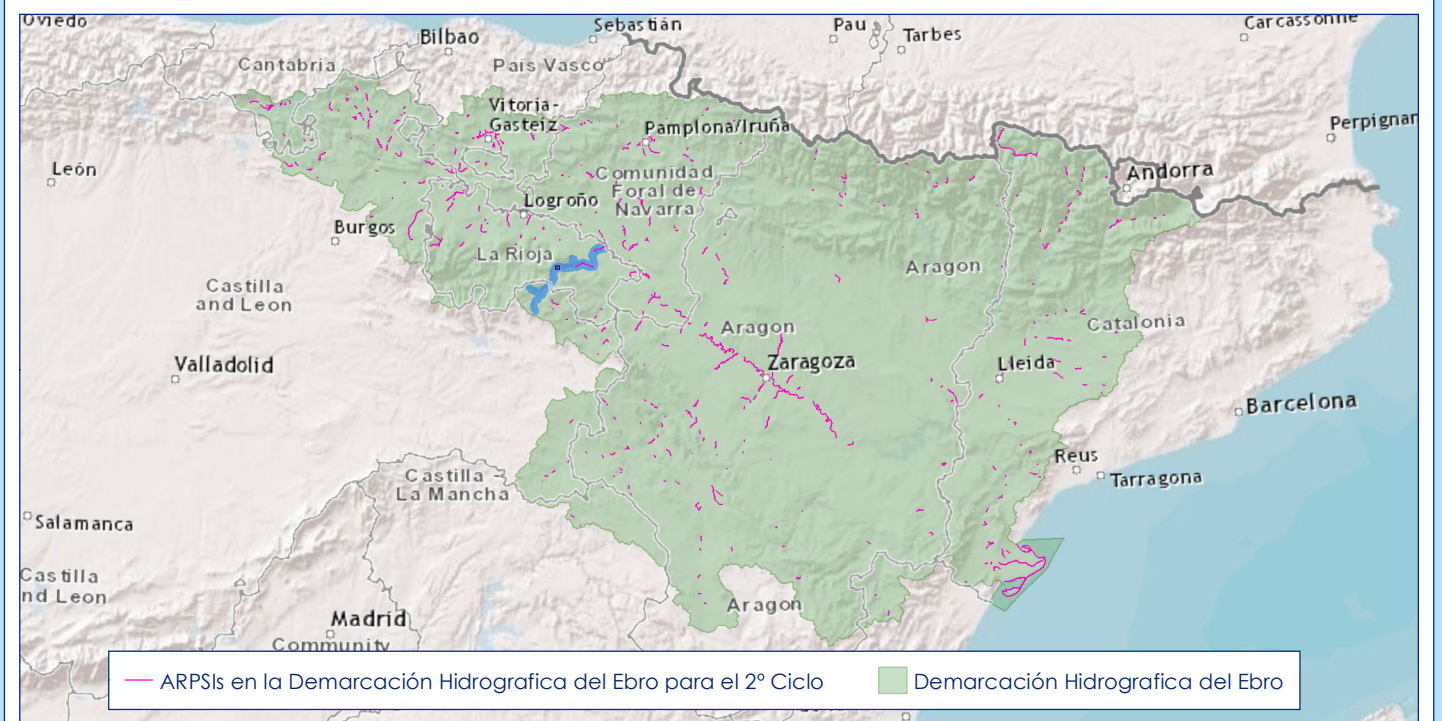 Oviedo
Sebastián
Pau
Carcassonne
Bilbao
Tarbes
Cantabria
País Vasco
Vitoria-
Gasteiz
Pamplona/Iruña
Perpignan
León
Comunidad
Foral de
Navarra
Andorra
Logroño
Burgos
La Rioja
Aragon
Castilla
and Leon
Aragon
Catalonia
Valladolid
Zaragoza
Lleida
Barcelona
Reus
Castilla
La Mancha
Tarragona
Salamanca
Castilla
nd Leon
Aragon
Madrid
Community
ARPSIs en la Demarcación Hidrografica del Ebro para el 2º Ciclo
Demarcación Hidrografica del Ebro